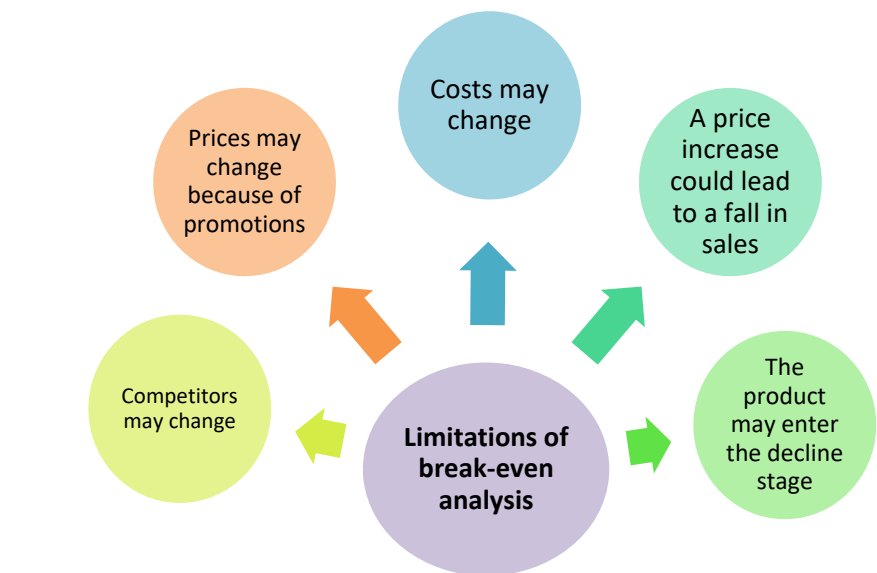 Costs may
change
Prices may
change
because of
promotions
A price
increase
could lead
to a fall in
sales
Competitors
may change
The
product
may enter
the decline
stage
Limitations of
break-even
analysis